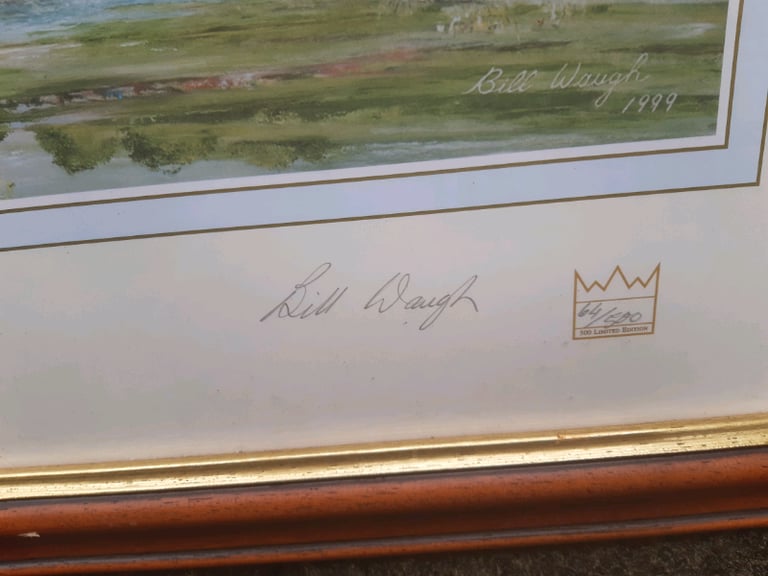 Bill Waugh
1999
Bill Waugh
64/500
500 LIMITED EDITION